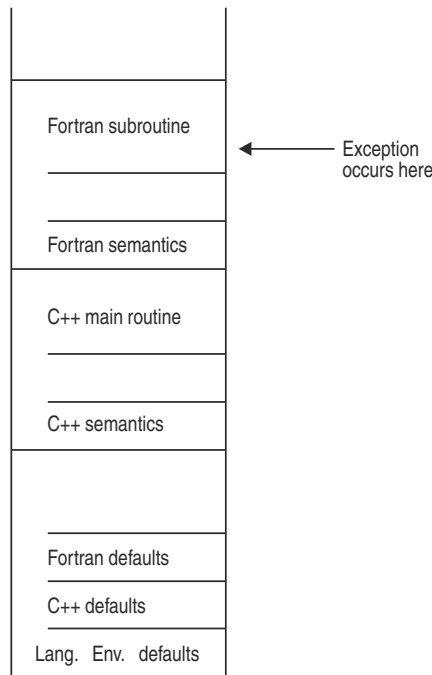 Fortran subroutine
Exception
occurs here
Fortran semantics
C++ main routine
C++ semantics
Fortran defaults
C++ defaults
Lang. Env. defaults